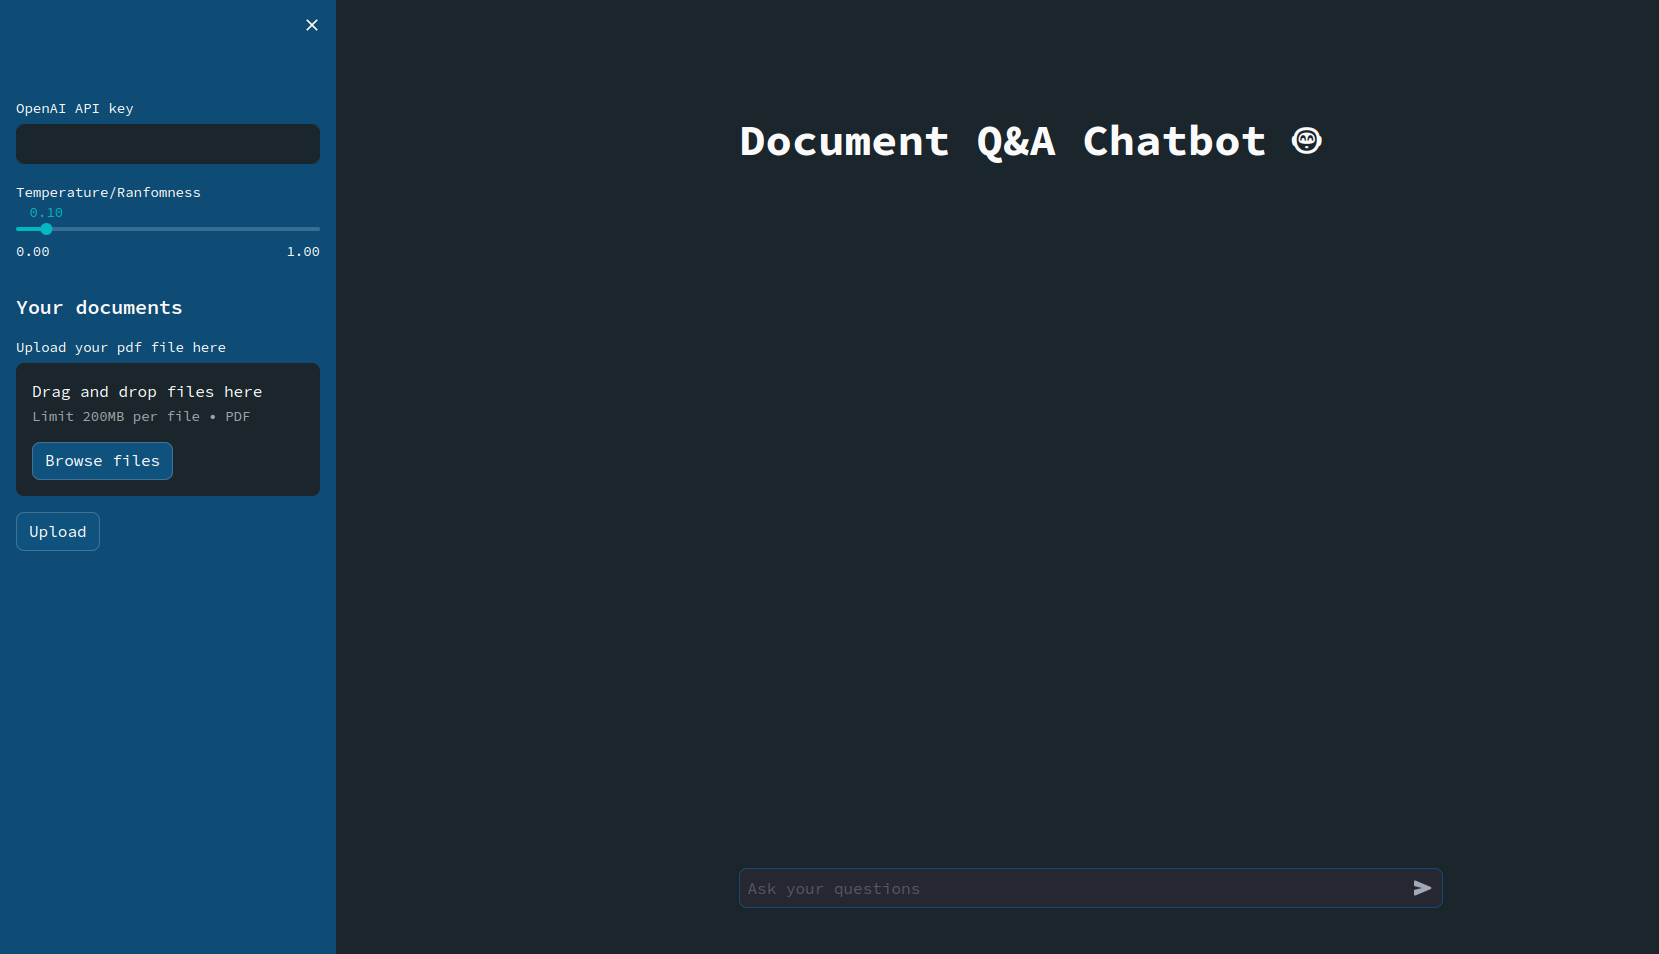 OpenAI API key
Temperature/Ranfomness
0.10
0.00 1.00
Your documents
Upload your pdf file here
Drag and drop files here
Limit 200MB per file • PDF
Browse files
Upload
Document Q&A Chatbot
Ask your questions